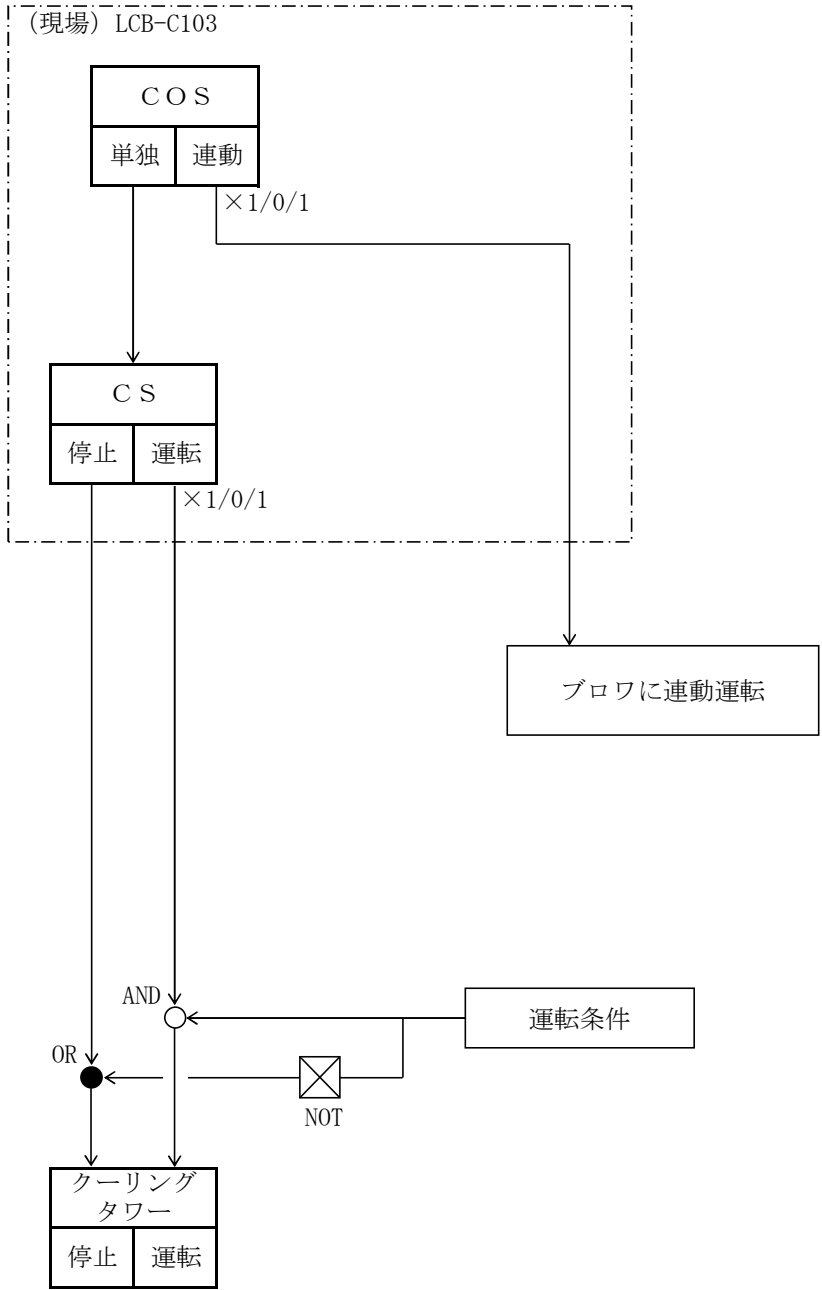 (現場) LCB-C103
COS
単独 連動
×1/0/1
CS
停止 運転
×1/0/1
ブロワに連動運転
AND
運転条件
OR
NOT
クーリング
タワー
停止 運転